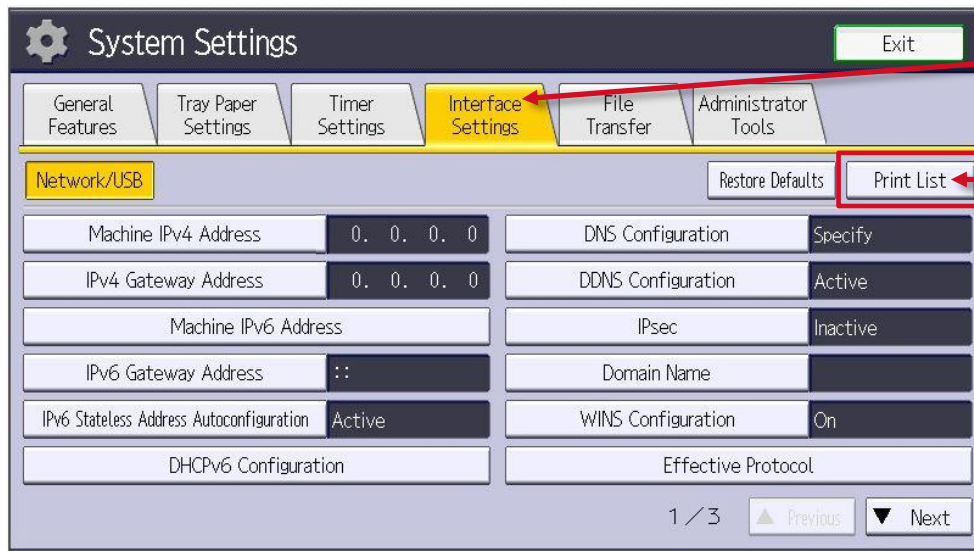 System Settings
Exit
General Features
Tray Paper Settings
Timer Settings
Interface Settings
File Transfer
Administrator Tools
Network/USB
Restore Defaults
Print List
Machine IPv4 Address 0. 0. 0. 0
DNS Configuration Specify
IPv4 Gateway Address 0. 0. 0. 0
DDNS Configuration Active
Machine IPv6 Address
IPsec Inactive
IPv6 Gateway Address ::
Domain Name
IPv6 Stateless Address Autoconfiguration Active
WINS Configuration On
DHCPv6 Configuration
Effective Protocol
1/3
▲ Previous
▼ Next